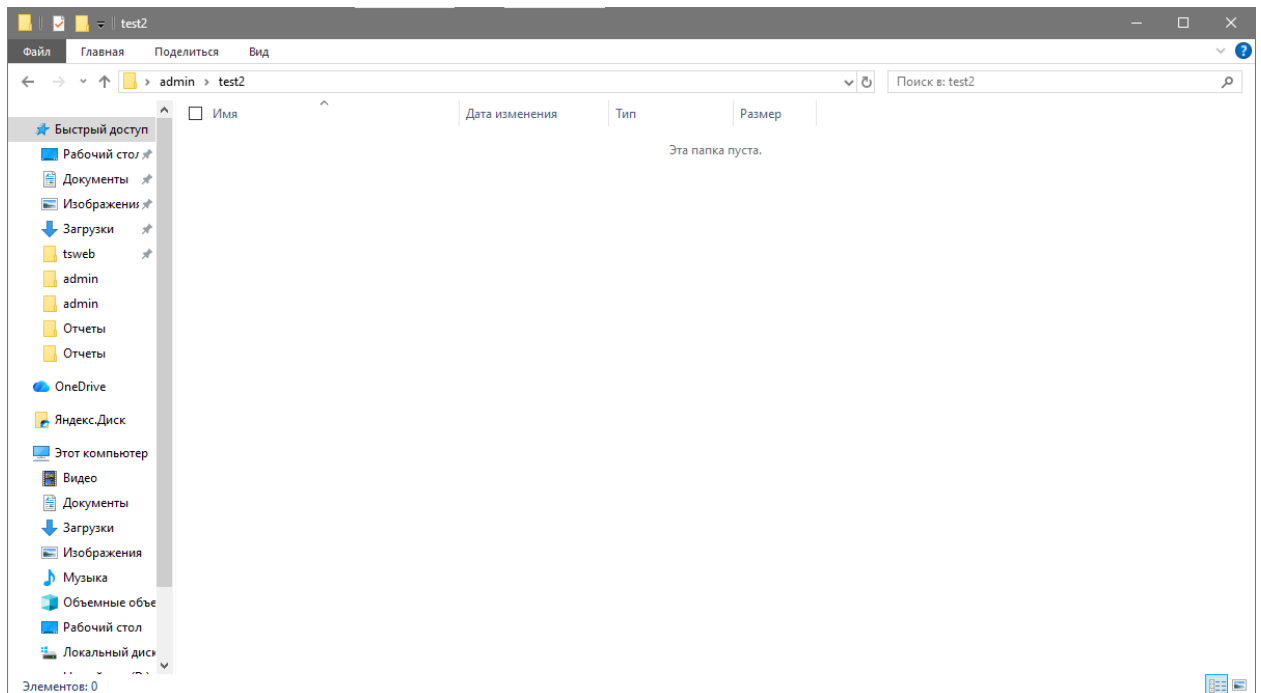 test2
Файл Главная Поделиться Вид
admin > test2 Поиск в: test2
Имя Дата изменения Тип Размер
Эта папка пуста.
Быстрый доступ
Рабочий стол
Документы
Изображения
Загрузки
tsweb
admin
admin
Отчеты
Отчеты
OneDrive
Яндекс.Диск
Этот компьютер
Видео
Документы
Загрузки
Изображения
Музыка
Объемные объе
Рабочий стол
Локальный диск
Элементов: 0